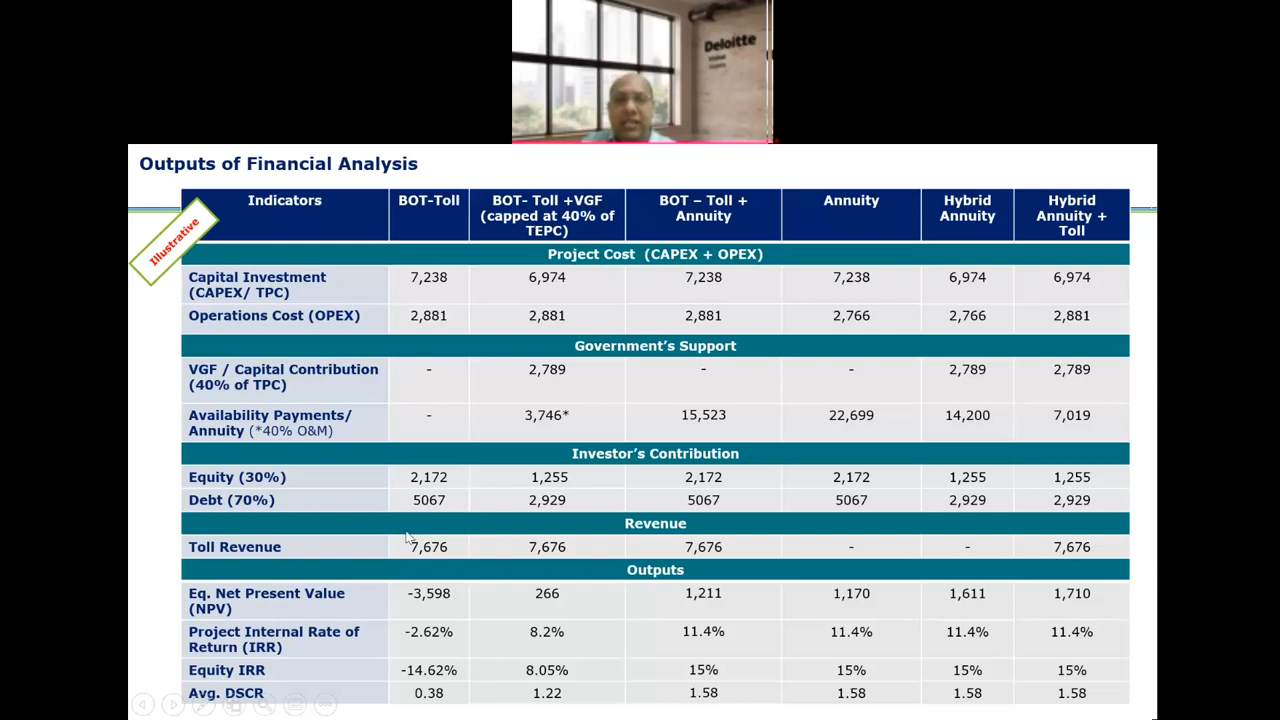 Deloitte
Outputs of Financial Analysis
Illustrative
Indicators BOT-Toll BOT- Toll +VGF (capped at 40% of TEPC) BOT – Toll + Annuity Annuity Hybrid Annuity Hybrid Annuity + Toll
Project Cost (CAPEX + OPEX)
Capital Investment (CAPEX/ TPC) 7,238 6,974 7,238 7,238 6,974 6,974
Operations Cost (OPEX) 2,881 2,881 2,881 2,766 2,766 2,881
Government's Support
VGF / Capital Contribution (40% of TPC) - 2,789 - - 2,789 2,789
Availability Payments/ Annuity (*40% O&M) - 3,746* 15,523 22,699 14,200 7,019
Investor's Contribution
Equity (30%) 2,172 1,255 2,172 2,172 1,255 1,255
Debt (70%) 5067 2,929 5067 5067 2,929 2,929
Revenue
Toll Revenue 7,676 7,676 7,676 - - 7,676
Outputs
Eq. Net Present Value (NPV) -3,598 266 1,211 1,170 1,611 1,710
Project Internal Rate of Return (IRR) -2.62% 8.2% 11.4% 11.4% 11.4% 11.4%
Equity IRR -14.62% 8.05% 15% 15% 15% 15%
Avg. DSCR 0.38 1.22 1.58 1.58 1.58 1.58